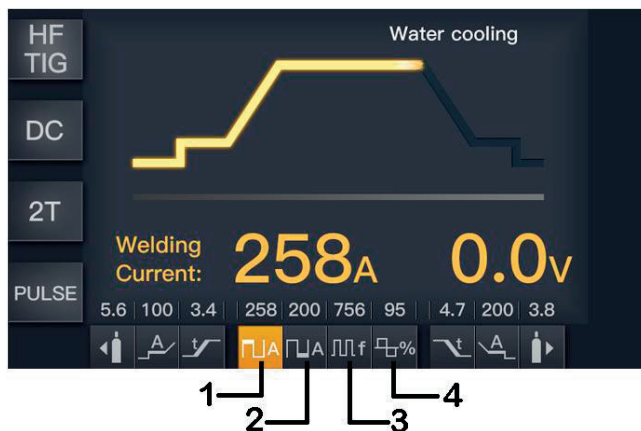 HF
TIG
Water cooling
DC
2T
PULSE
Welding
Current:
258A
0.0V
5.6 100 3.4 258 200 756 95 4.7 200 3.8
A t A A f % t A
1 2 3 4